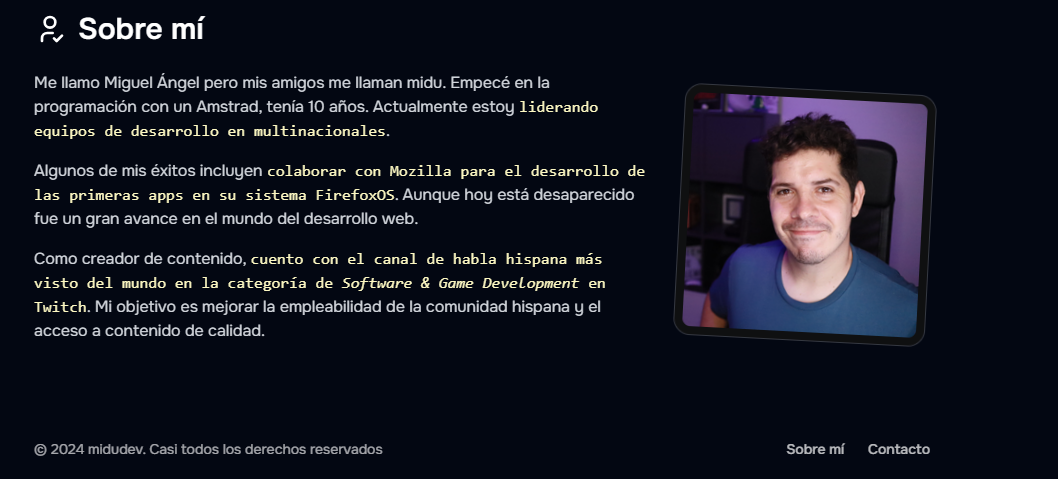 Sobre mí
Me llamo Miguel Ángel pero mis amigos me llaman midu. Empecé en la
programación con un Amstrad, tenía 10 años. Actualmente estoy liderando
equipos de desarrollo en multinacionales.
Algunos de mis éxitos incluyen colaborar con Mozilla para el desarrollo de
las primeras apps en su sistema FirefoxOS. Aunque hoy está desaparecido
fue un gran avance en el mundo del desarrollo web.
Como creador de contenido, cuento con el canal de habla hispana más
visto del mundo en la categoría de Software & Game Development en
Twitch. Mi objetivo es mejorar la empleabilidad de la comunidad hispana y el
acceso a contenido de calidad.
© 2024 midudev. Casi todos los derechos reservados
Sobre mí Contacto